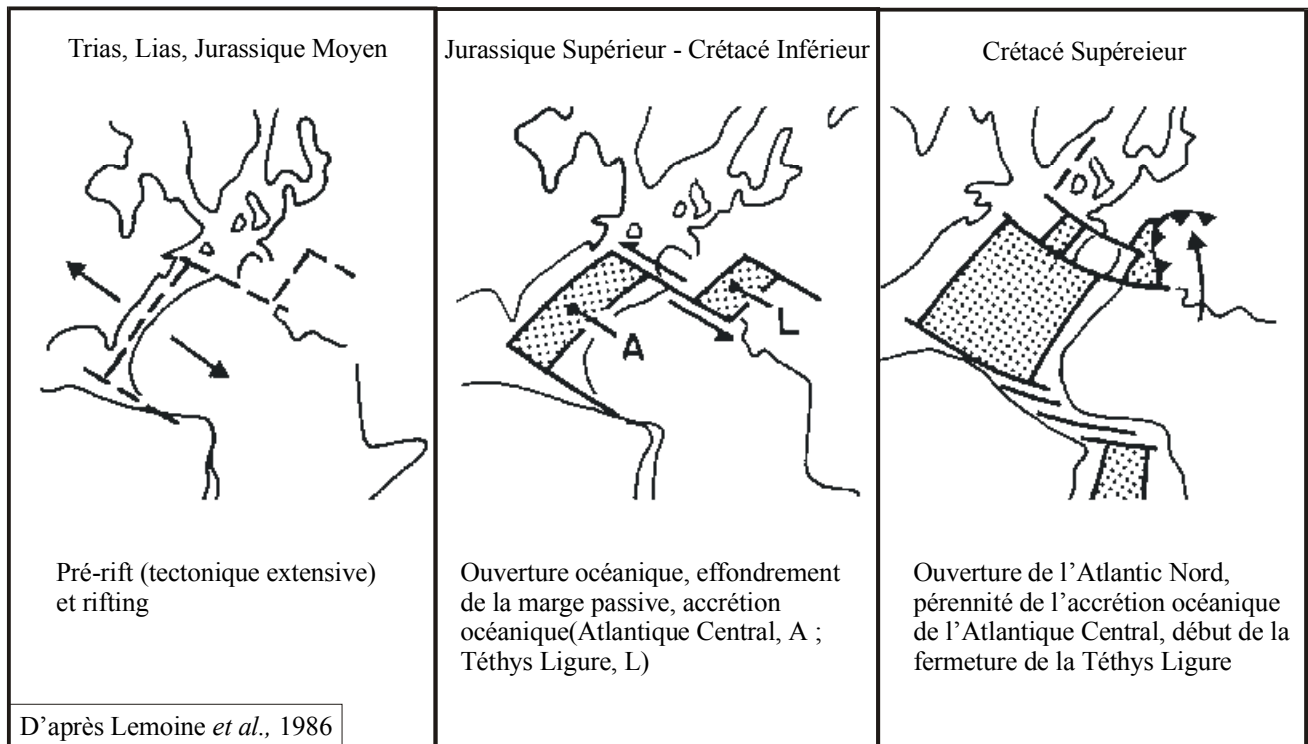 Trias, Lias, Jurassique Moyen
Pré-rift (tectonique extensive)
et rifting
D'après Lemoine et al., 1986
Jurassique Supérieur - Crétacé Inférieur
A
L
Ouverture océanique, effondrement
de la marge passive, accrétion
océanique(Atlantique Central, A ;
Téthys Ligure, L)
Crétacé Supéreieur
Ouverture de l'Atlantic Nord,
pérennité de l'accrétion océanique
de l'Atlantique Central, début de la
fermeture de la Téthys Ligure